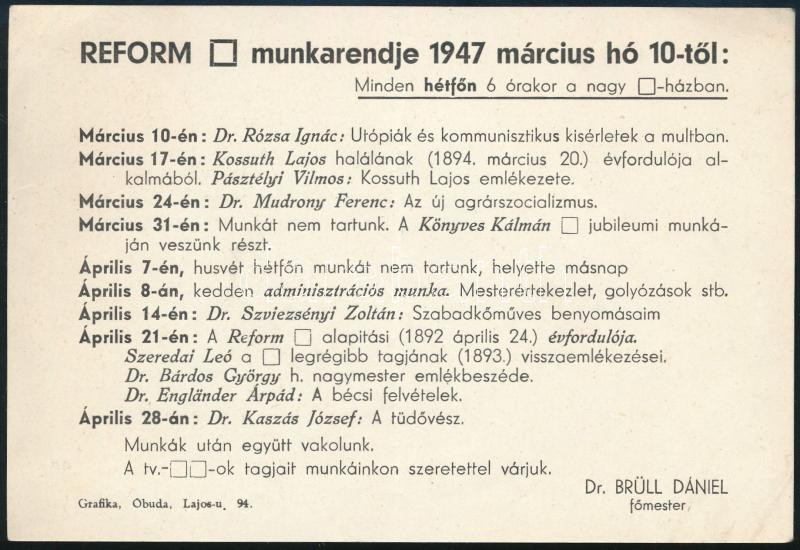 REFORM □ munkarendje 1947 március hó 10-től:
Minden hétfőn 6 órakor a nagy □-házban.
Március 10-én: Dr. Rózsa Ignác: Utópiák és kommunisztikus kisérletek a multban.
Március 17-én: Kossuth Lajos halálának (1894. március 20.) évfordulója al-
kalmából. Pásztélyi Vilmos: Kossuth Lajos emlékezete.
Március 24-én: Dr. Mudrony Ferenc: Az új agrárszocializmus.
Március 31-én: Munkát nem tartunk. A Könyves Kálmán □ jubileumi munká-
ján veszünk részt.
Április 7-én, husvét hétfőn munkát nem tartunk, helyette másnap
Április 8-án, kedden adminisztrációs munka. Mesterértekezlet, golyózások stb.
Április 14-én: Dr. Szviezsényi Zoltán: Szabadkőműves benyomásaim
Április 21-én: A Reform □ alapitási (1892 április 24.) évfordulója.
Szeredai Leó a □ legrégibb tagjának (1893.) visszaemlékezései.
Dr. Bárdos György h. nagymester emlékbeszéde.
Dr. Engländer Árpád: A bécsi felvételek.
Április 28-án: Dr. Kaszás József: A tüdővész.
Munkák után együtt vakolunk.
A tv.-□□-ok tagjait munkáinkon szeretettel várjuk.
Dr. BRÜLL DÁNIEL
főmester
Grafika, Óbuda, Lajos-u. 94.